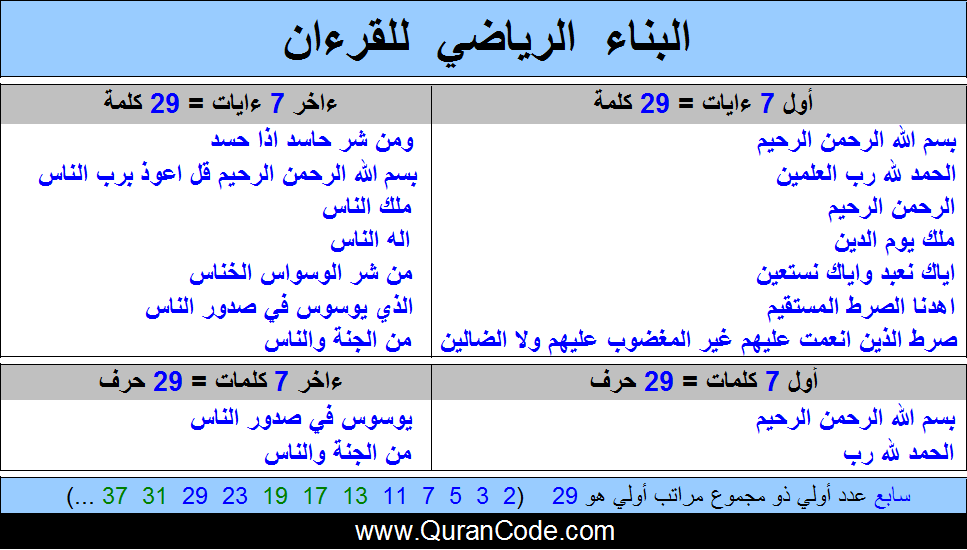 البناء الرياضي للقرءان
أول 7 ءايات = 29 كلمة
بسم الله الرحمن الرحيم
الحمد لله رب العلمين
الرحمن الرحيم
ملك يوم الدين
اياك نعبد واياك نستعين
اهدنا الصرط المستقيم
صرط الذين انعمت عليهم غير المغضوب عليهم ولا الضالين
ءاخر 7 ءايات = 29 كلمة
ومن شر حاسد اذا حسد
بسم الله الرحمن الرحيم قل اعوذ برب الناس
ملك الناس
اله الناس
من شر الوسواس الخناس
الذي يوسوس في صدور الناس
من الجنة والناس
أول 7 كلمات = 29 حرف
بسم الله الرحمن الرحيم
الحمد لله رب
ءاخر 7 كلمات = 29 حرف
يوسوس في صدور الناس
من الجنة والناس
سابع عدد أولي ذو مجموع مراتب أولي هو 29 (2 3 5 7 11 13 17 19 23 29 31 37 ...)
www.QuranCode.com